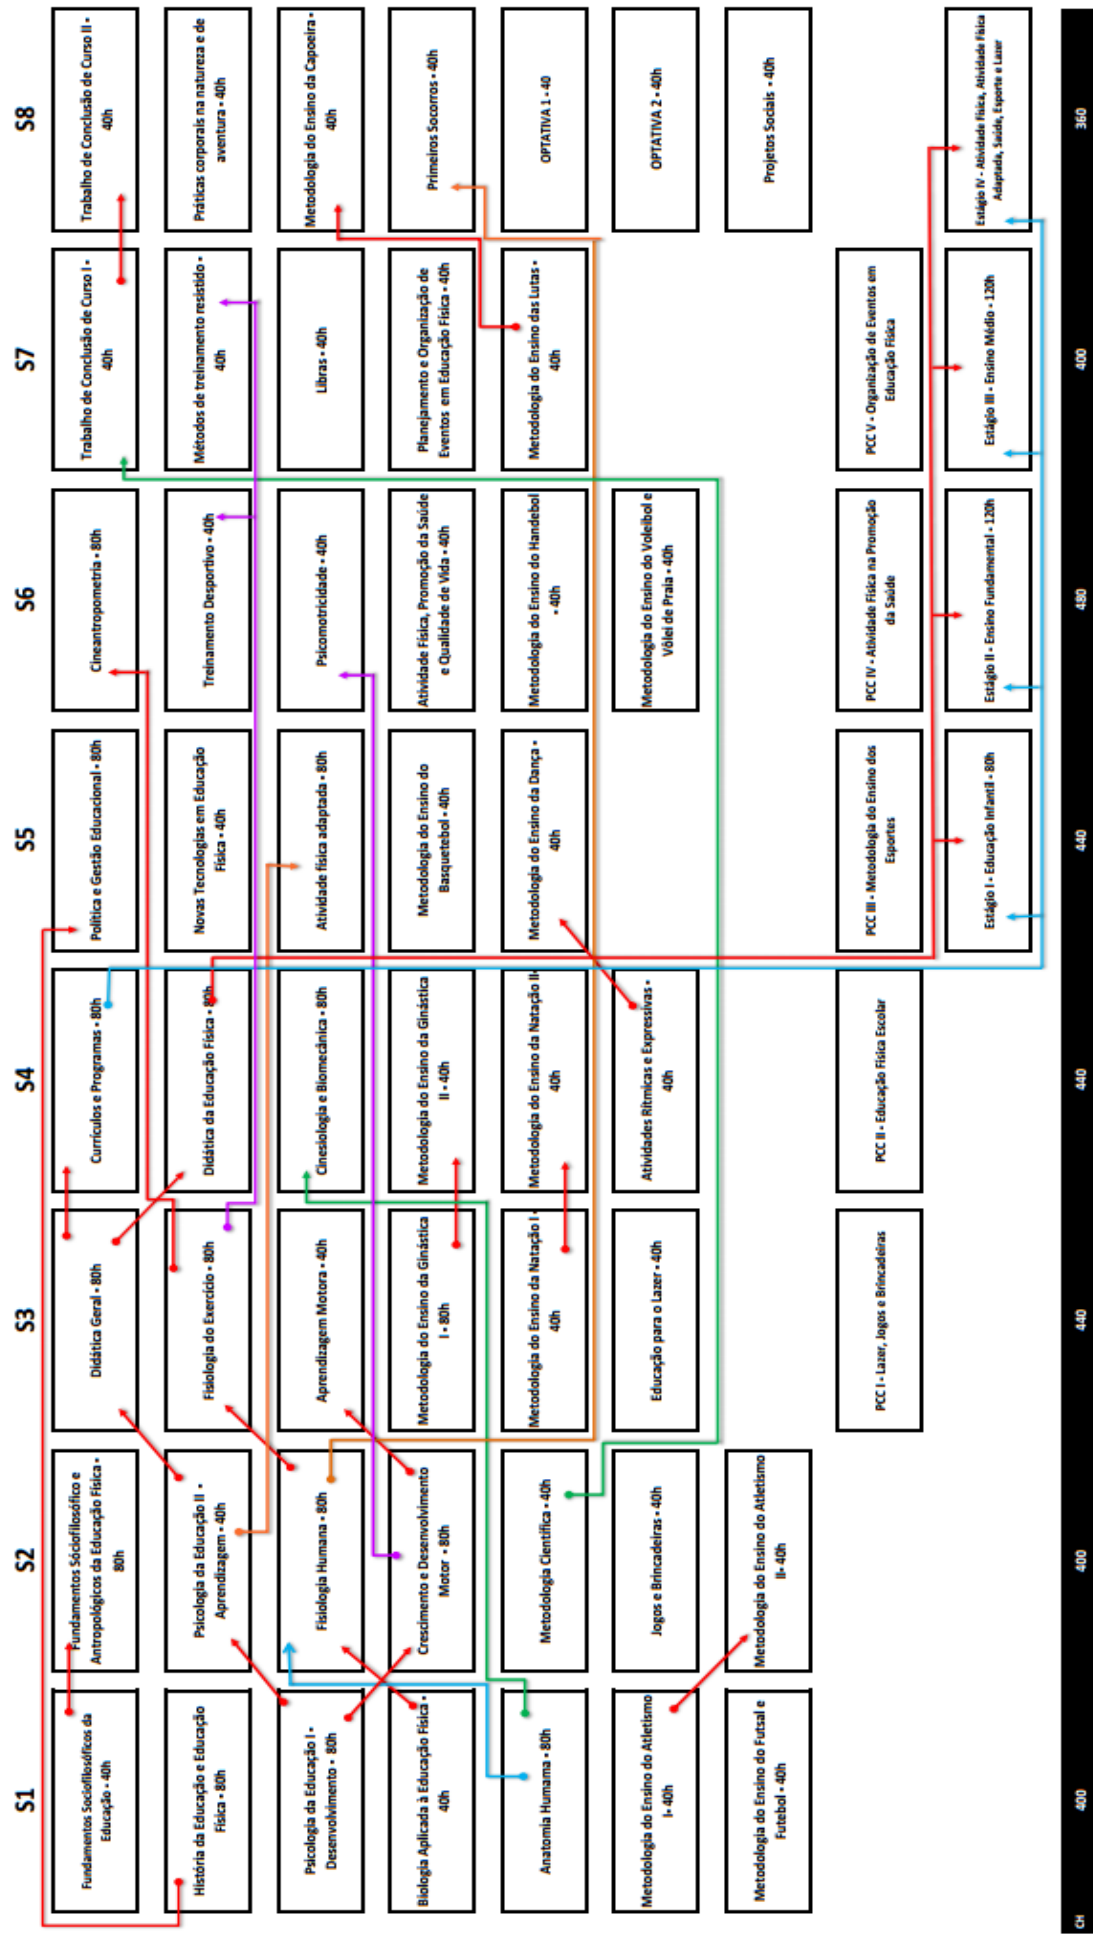 S1
Fundamentos Sociofilosóficos da
Educação - 40h
História da Educação e Educação
Física - 80h
Psicologia da Educação I -
Desenvolvimento - 80h
Biologia Aplicada à Educação Física -
40h
Anatomia Humama - 80h
Metodologia do Ensino do Atletismo
I- 40h
Metodologia do Ensino do Futsal e
Futebol - 40h
S2
Fundamentos Sóciofilosófico e
Antropológicos da Educação Física -
80h
Psicologia da Educação II -
Aprendizagem - 40h
Fisiologia Humana - 80h
Crescimento e Desenvolvimento
Motor - 80h
Metodologia Científica - 40h
Jogos e Brincadeiras - 40h
Metodologia do Ensino do Atletismo
II- 40h
S3
Didática Geral - 80h
Fisiologia do Exercício - 80h
Aprendizagem Motora - 40h
Metodologia do Ensino da Ginástica
I - 80h
Metodologia do Ensino da Natação I -
40h
Educação para o Lazer - 40h
PCC I - Lazer, Jogos e Brincadeiras
S4
Currículos e Programas - 80h
Didática da Educação Física - 80h
Cinesiologia e Biomecânica - 80h
Metodologia do Ensino da Ginástica
II - 40h
Metodologia do Ensino da Natação II-
40h
Atividades Rítmicas e Expressivas -
40h
PCC II - Educação Física Escolar
S5
Política e Gestão Educacional - 80h
Novas Tecnologias em Educação
Física - 40h
Atividade física adaptada - 80h
Metodologia do Ensino do
Basquetebol - 40h
Metodologia do Ensino da Dança -
40h
PCC III - Metodologia do Ensino dos
Esportes
Estágio I - Educação Infantil - 80h
S6
Cineantropometria - 80h
Treinamento Desportivo - 40h
Psicomotricidade - 40h
Atividade Física, Promoção da Saúde
e Qualidade de Vida - 40h
Metodologia do Ensino do Handebol
- 40h
Metodologia do Ensino do Voleibol e
Vôlei de Praia - 40h
PCC IV - Atividade Física na Promoção
da Saúde
Estágio II - Ensino Fundamental - 120h
S7
Trabalho de Conclusão de Curso I -
40h
Métodos de treinamento resistido -
40h
Libras - 40h
Planejamento e Organização de
Eventos em Educação Física - 40h
Metodologia do Ensino das Lutas -
40h
PCC V - Organização de Eventos em
Educação Física
Estágio III - Ensino Médio - 120h
S8
Trabalho de Conclusão de Curso II -
40h
Práticas corporais na natureza e de
aventura - 40h
Metodologia do Ensino da Capoeira -
40h
Primeiros Socorros - 40h
OPTATIVA 1 - 40
OPTATIVA 2 - 40h
Projetos Sociais - 40h
Estágio IV - Atividade Física, Atividade Física
Adaptada, Saúde, Esporte e Lazer
CH 400 400 440 440 440 480 400 360